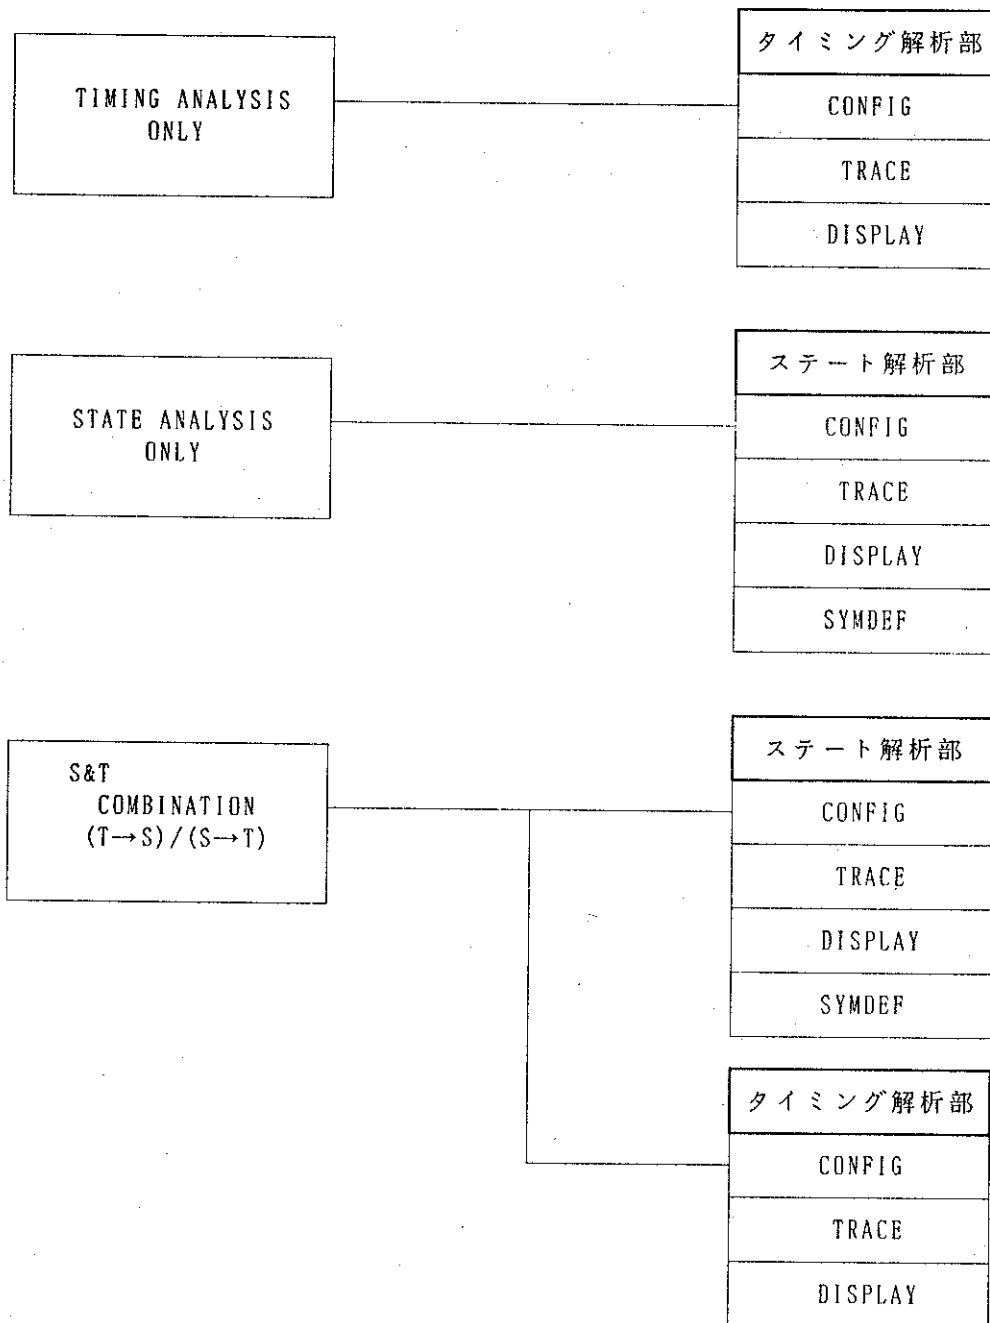 TIMING ANALYSIS
ONLY
タイミング解析部
CONFIG
TRACE
DISPLAY
STATE ANALYSIS
ONLY
ステート解析部
CONFIG
TRACE
DISPLAY
SYMDEF
S&T
COMBINATION
(T→S)/(S→T)
ステート解析部
CONFIG
TRACE
DISPLAY
SYMDEF
タイミング解析部
CONFIG
TRACE
DISPLAY